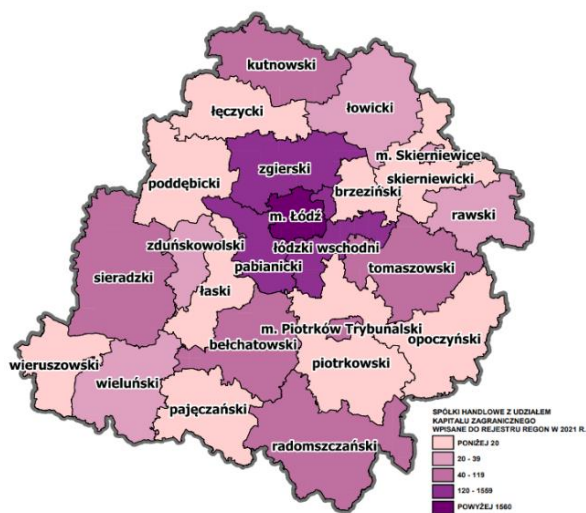 kutnowski
łęczycki
łowicki
m. Skierniewice
zgierski
skierniewicki
poddębicki
brzeziński
m. Łódź
rawski
zduńskowolski
łódzki wschodni
pabianicki
tomaszowski
sieradzki
łaski
m. Piotrków Trybunalski
opoczyński
bełchatowski
wieruszowski
piotrkowski
wieluński
pajęczański
radomszczański
SPÓŁKI HANDLOWE Z UDZIAŁEM
KAPITAŁU ZAGRANICZNEGO
WPISANE DO REJESTRU REGON W 2021 R.
PONIŻEJ 20
20 - 39
40 - 119
120 - 1559
POWYŻEJ 1560